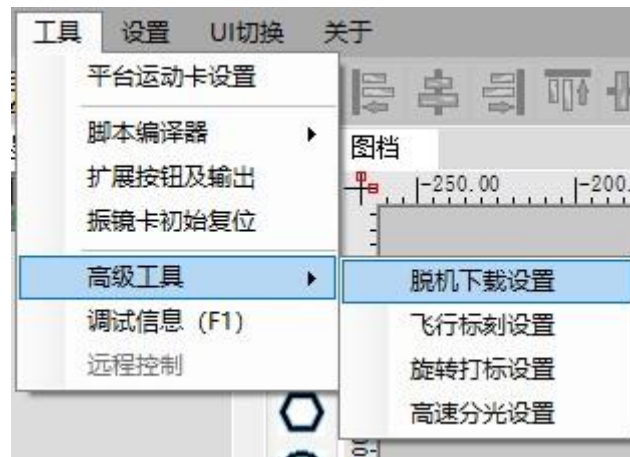 工具 设置 UI切换 关于
平台运动卡设置
脚本编译器
图档
扩展按钮及输出
-250.00 -200.
振镜卡初始复位
高级工具
脱机下载设置
调试信息 (F1)
飞行标刻设置
远程控制
旋转打标设置
高速分光设置